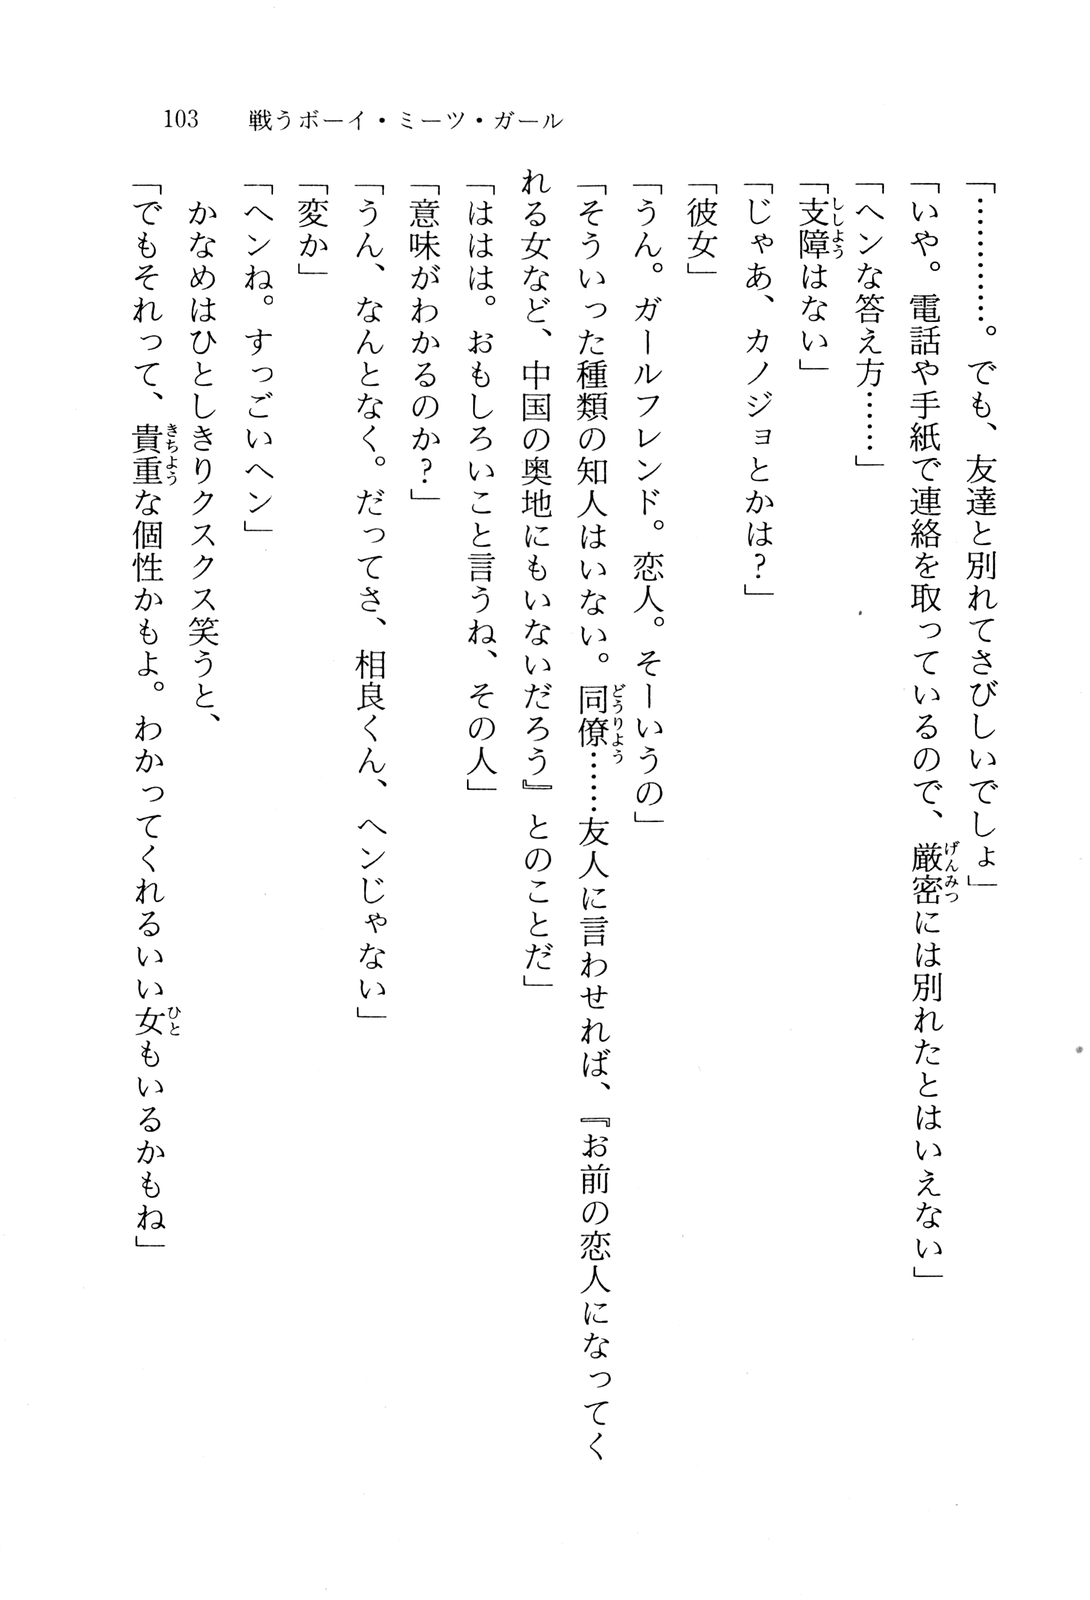 103　戦うボーイ・ミーツ・ガール
「…………。でも、友達と別れてさびしいでしょ」
「いや。電話や手紙で連絡を取っているので、厳密には別れたとはいえない」
「ヘンな答え方……」
「支障はない」
「じゃあ、カノジョとかは？」
「彼女」
「うん。ガールフレンド。恋人。そーいうの」
「そういった種類の知人はいない。同僚……友人に言わせれば、『お前の恋人になってく
れる女など、中国の奥地にもいないだろう』とのことだ」
「ははは。おもしろいこと言うね、その人」
「意味がわかるのか？」
「うん、なんとなく。だってさ、相良くん、ヘンじゃない」
「変か」
「ヘンね。すっごいヘン」
　かなめはひとしきりクスクス笑うと、
「でもそれって、貴重な個性かもよ。わかってくれるいい女もいるかもね」